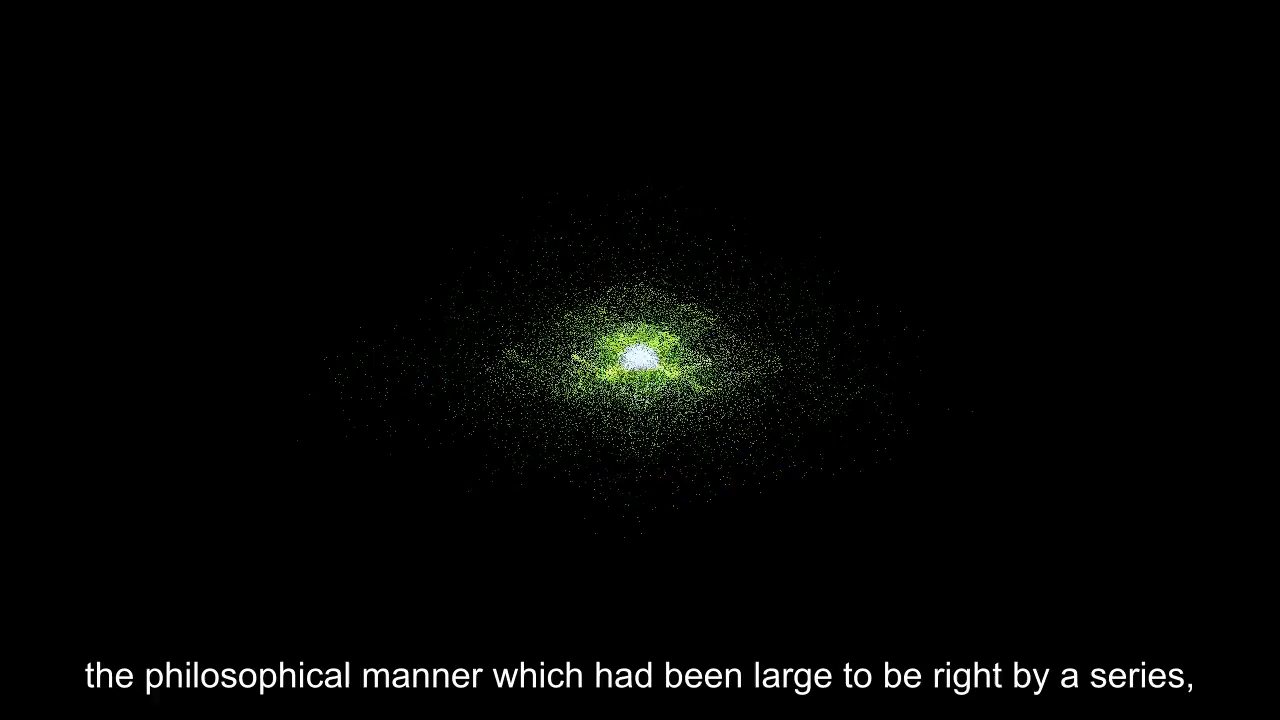 the philosophical manner which had been large to be right by a series,